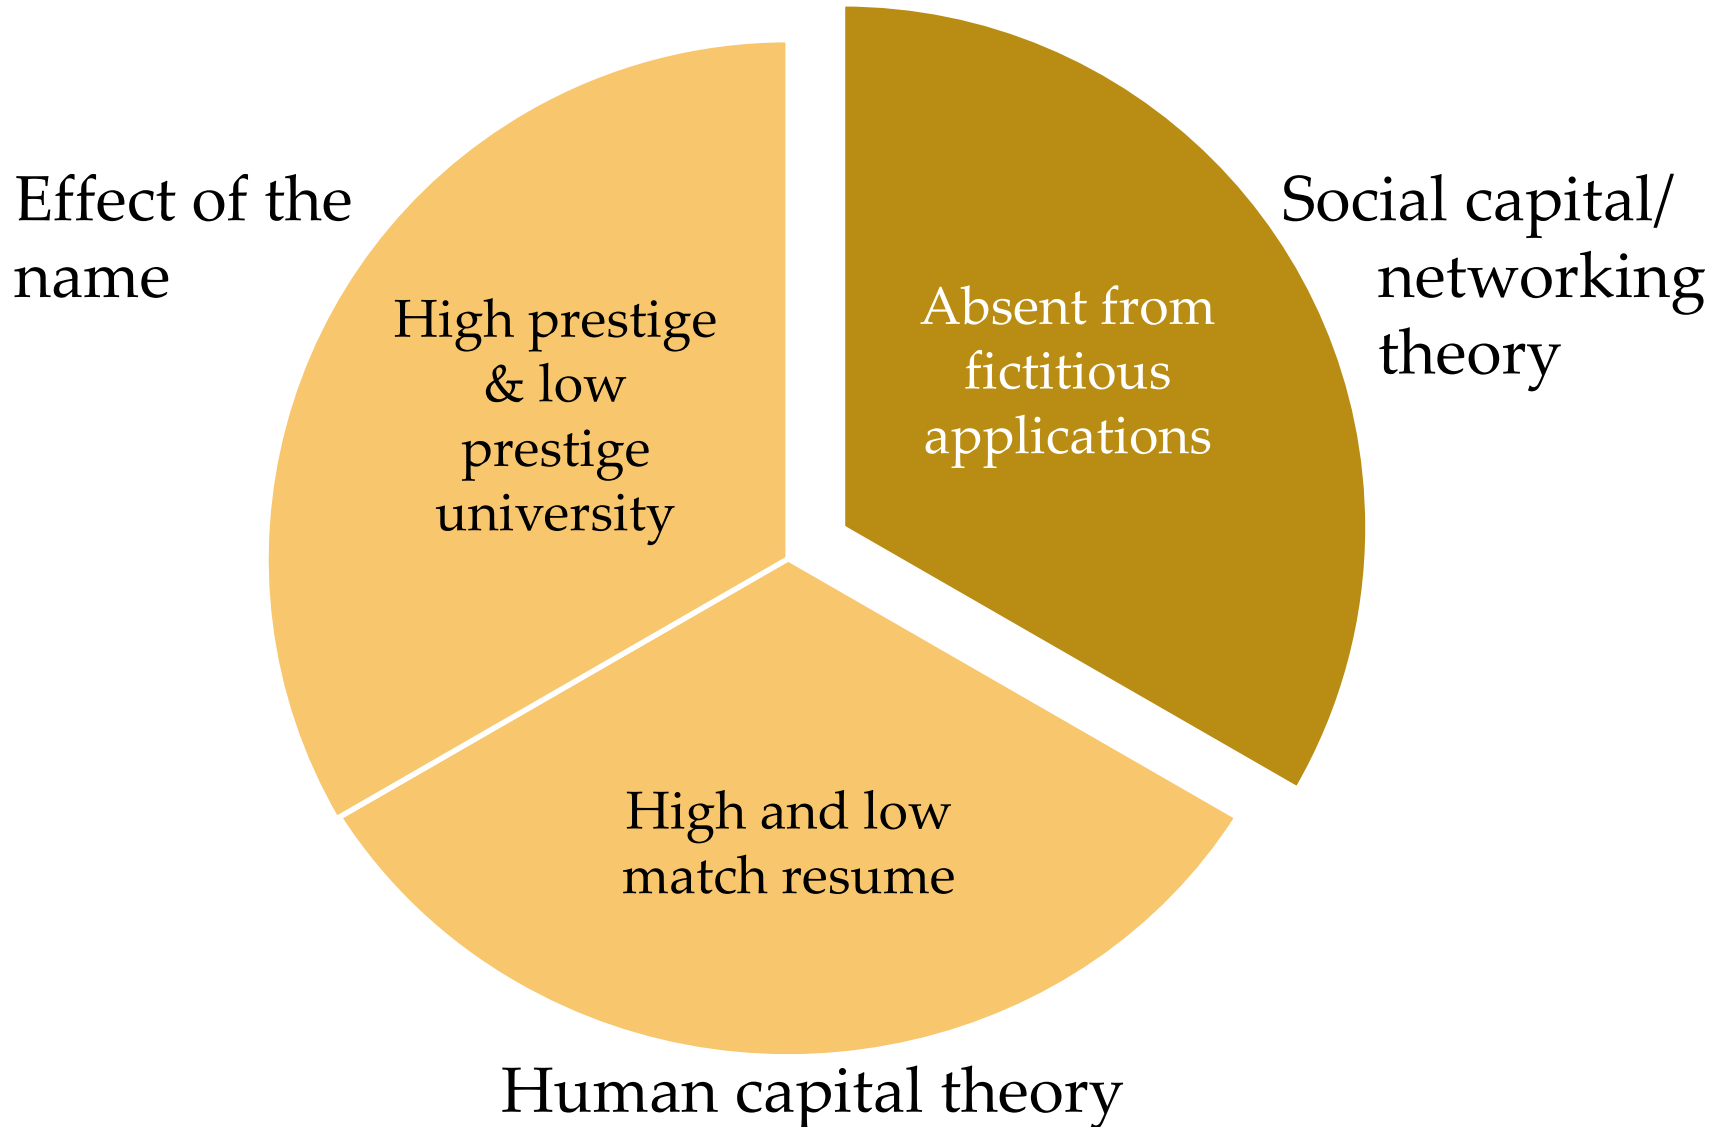 Effect of the
name
High prestige
& low
prestige
university
Absent from
fictitious
applications
Social capital/
networking
theory
High and low
match resume
Human capital theory